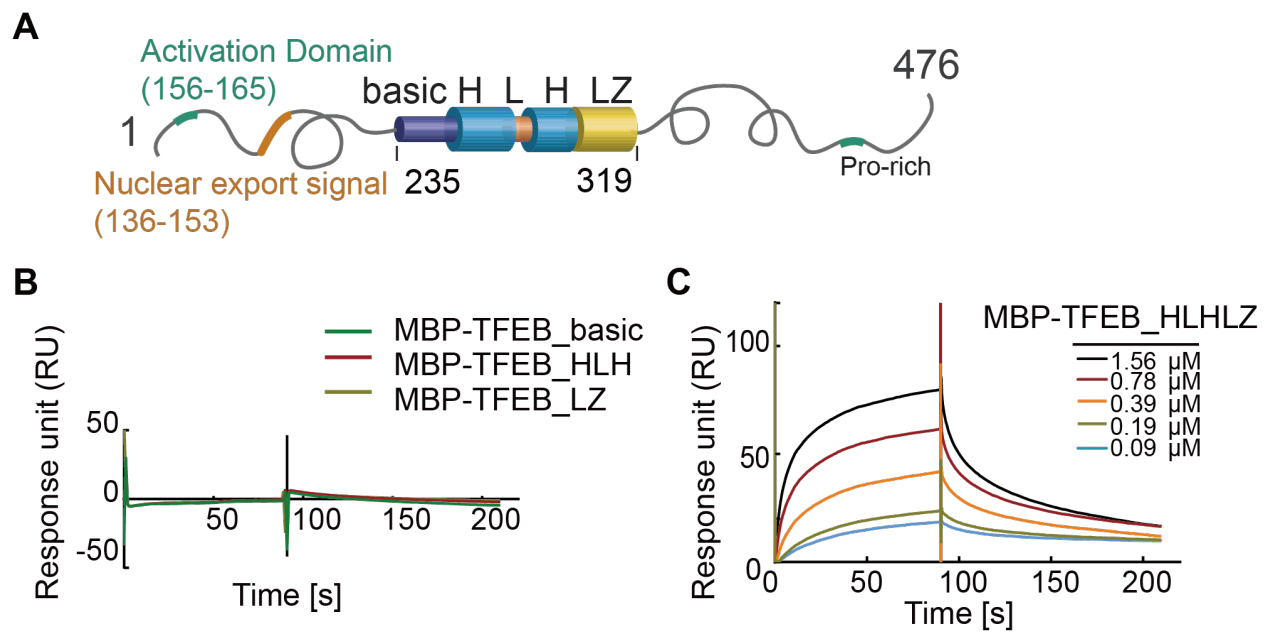 A
Activation Domain
(156-165)
basic H L H LZ
476
1
235
319
Pro-rich
Nuclear export signal
(136-153)
B
MBP-TFEB_basic
MBP-TFEB_HLH
MBP-TFEB_LZ
Response unit (RU)
50
0
-50
50 100 150 200
Time [s]
C
MBP-TFEB_HLHLZ
1.56 µM
0.78 µM
0.39 µM
0.19 µM
0.09 µM
Response unit (RU)
100
50
0
0 50 100 150 200
Time [s]